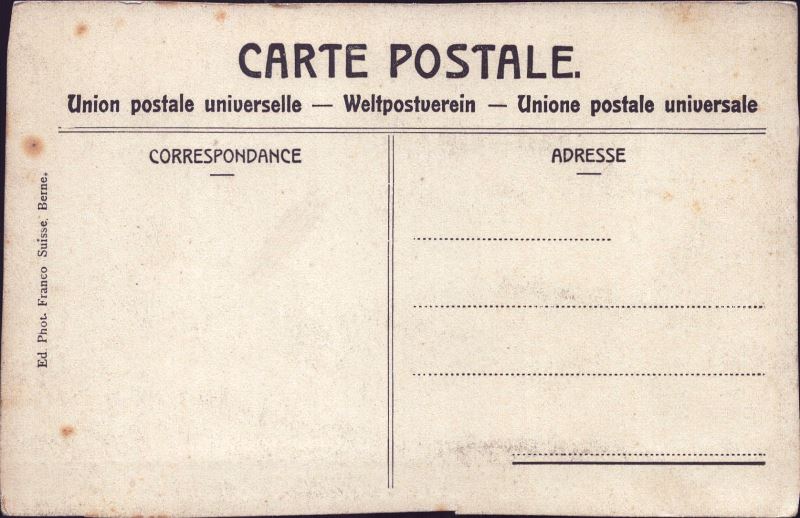 CARTE POSTALE.
Union postale universelle — Weltpostverein — Unione postale universale
CORRESPONDANCE
ADRESSE
Ed. Phot. Franco Suisse, Berne.